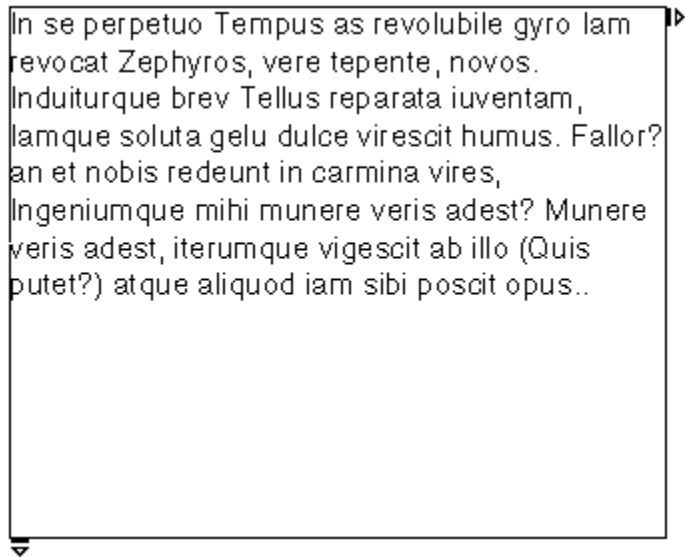 In se perpetuo Tempus as revolubile gyro Iam
revocat Zephyros, vere tepente, novos.
Induiturque brev Tellus reparata iuventam,
Iamque soluta gelu dulce virescit humus. Fallor?
an et nobis redeunt in carmina vires,
Ingeniumque mihi munere veris adest? Munere
veris adest, iterumque vigescit ab illo (Quis
putet?) atque aliquod iam sibi poscit opus..